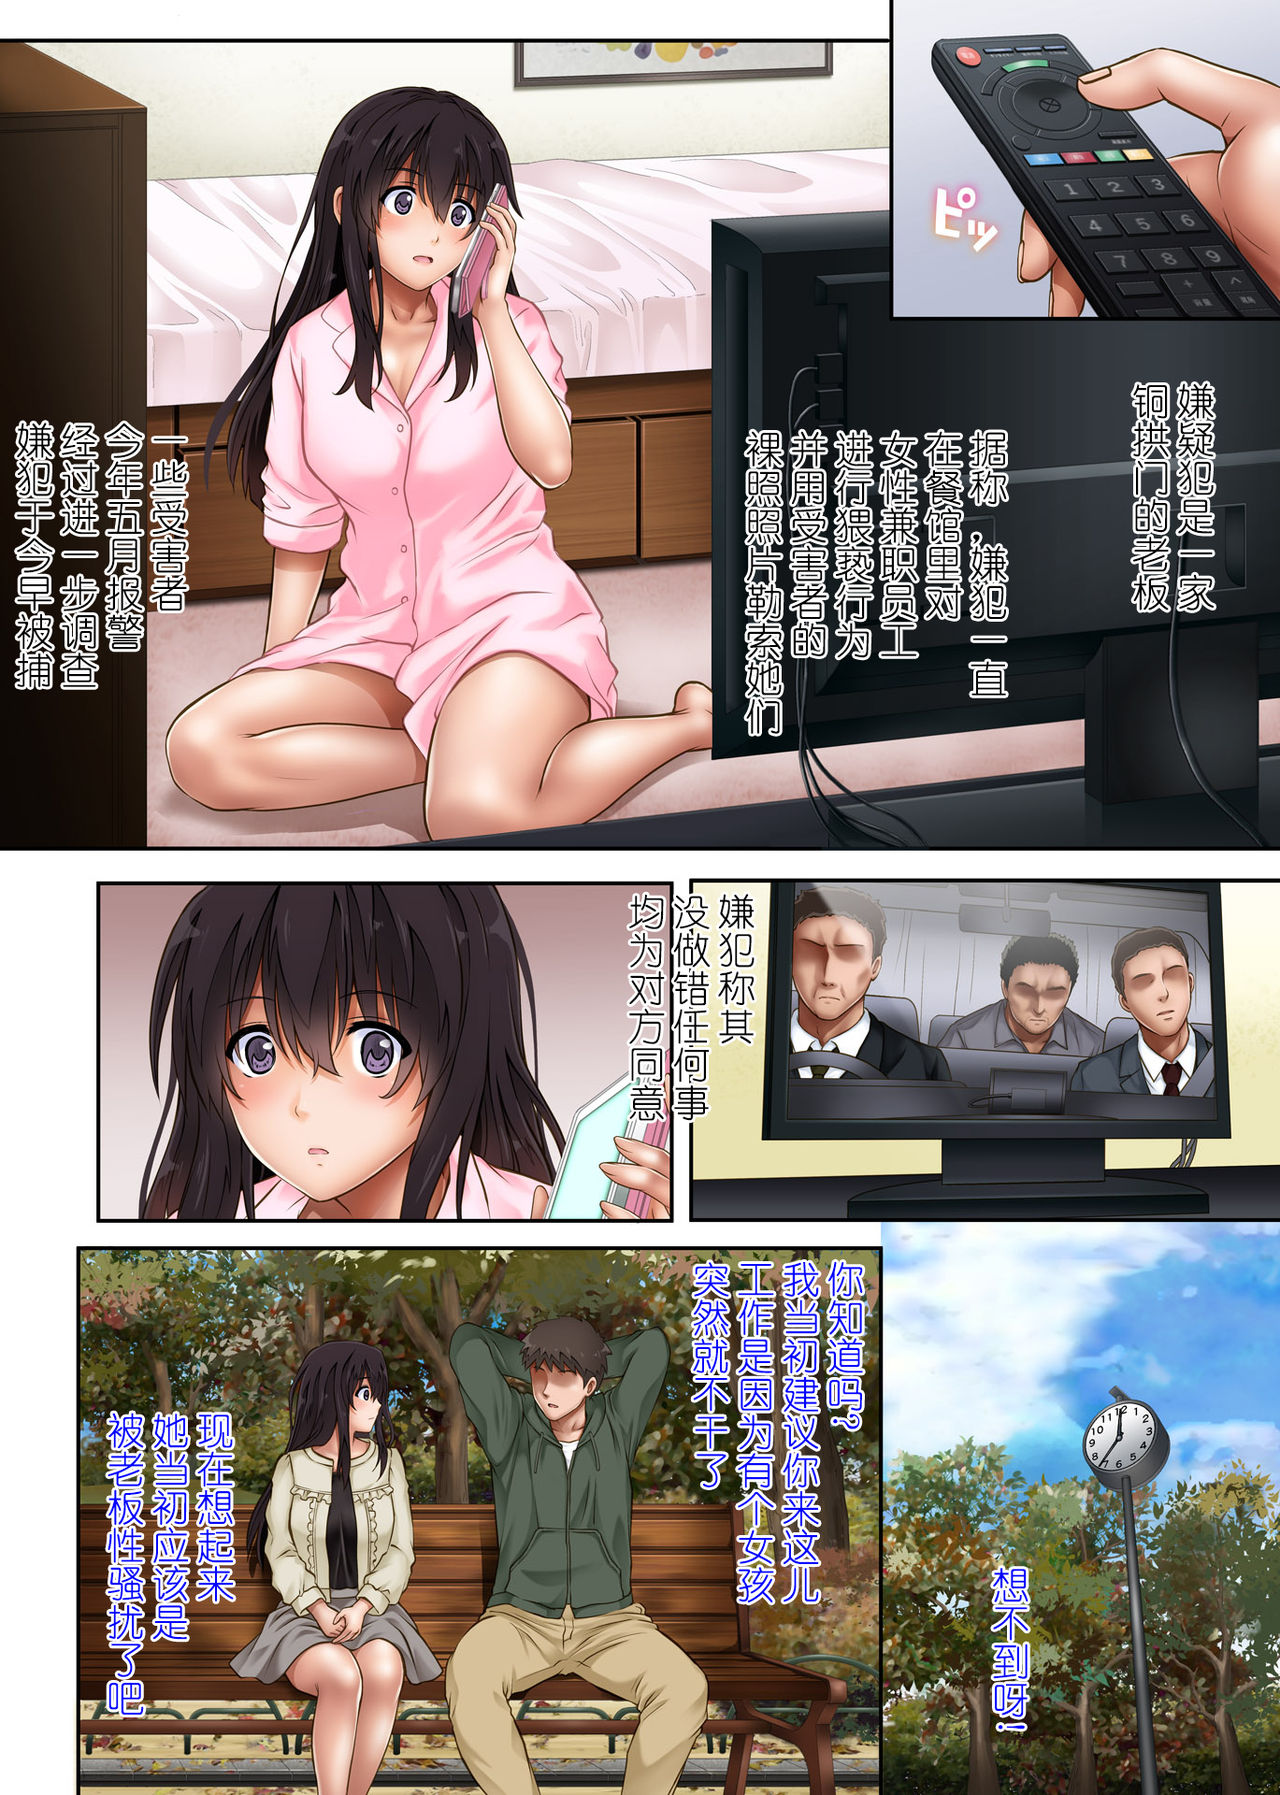 ピッ
嫌疑犯是一家
铜拱门的老板
据称,嫌犯一直
在餐馆里对
女性兼职员工
进行猥亵行为
并用受害者的
裸照照片勒索她们
一些受害者
今年五月报警
经过进一步调查
嫌犯于今早被捕
嫌犯称其
没做错任何事
均为对方同意
想不到呀!
你知道吗?
我当初建议你来这儿
工作是因为有个女孩
突然就不干了
现在想起来
她当初应该是
被老板性骚扰了吧